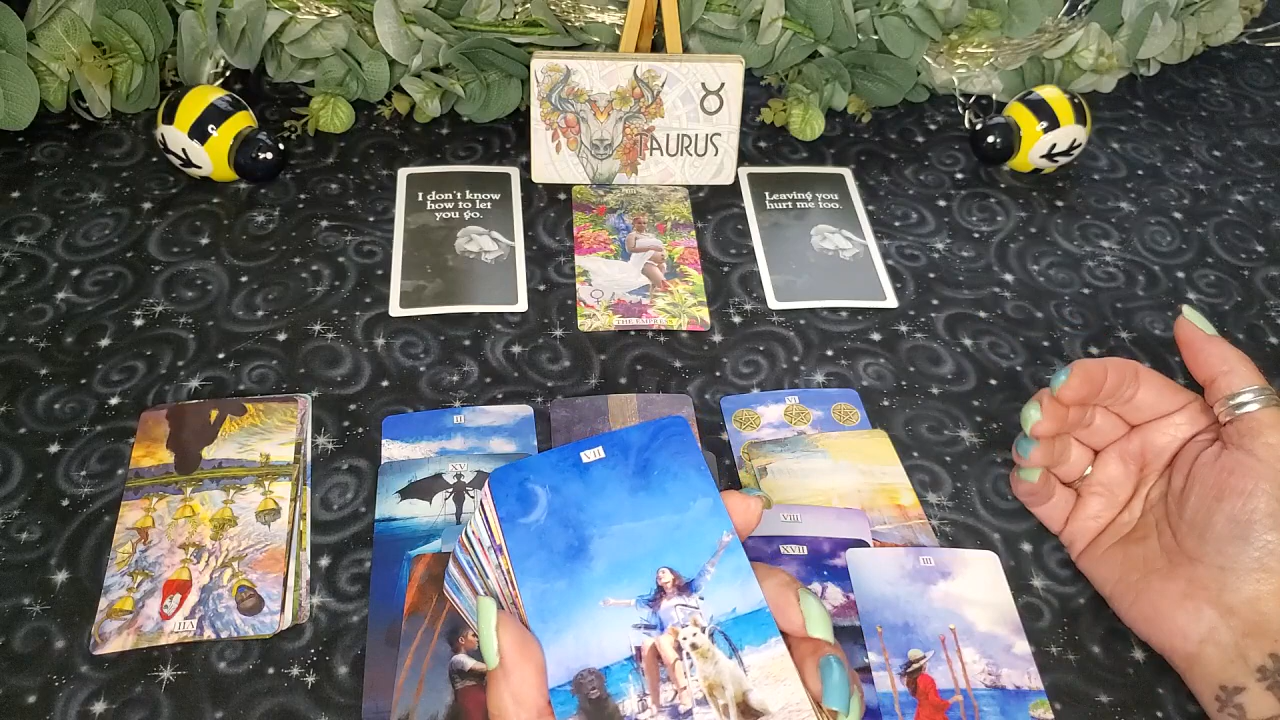 ♉
TAURUS
I don't know
how to let
you go.
Leaving you
hurt me too.
III
THE EMPRESS
II
VI
XV
VII
VIII
XVII
III
VII